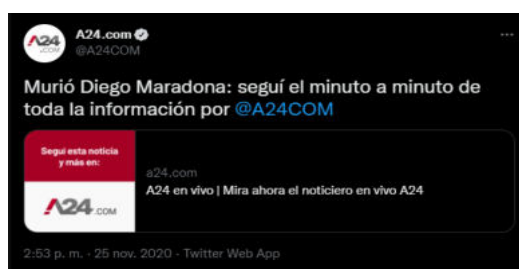 A24.com
@A24COM
Murió Diego Maradona: seguí el minuto a minuto de
toda la información por @A24COM
Seguí esta noticia
y más en:
A24.COM
a24.com
A24 en vivo | Mira ahora el noticiero en vivo A24
2:53 p. m. · 25 nov. 2020 · Twitter Web App